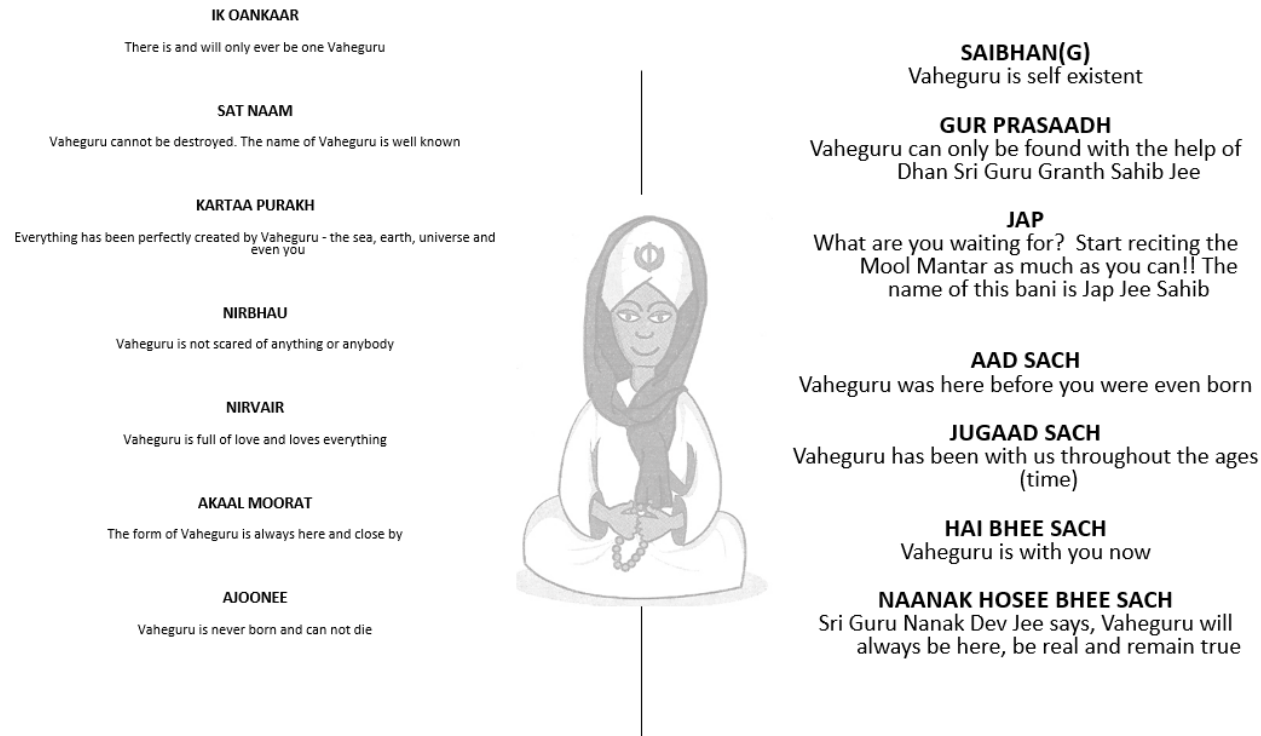 IK OANKAAR
There is and will only ever be one Vaheguru
SAT NAAM
Vaheguru cannot be destroyed. The name of Vaheguru is well known
KARTAA PURAKH
Everything has been perfectly created by Vaheguru - the sea, earth, universe and
even you
NIRBHAU
Vaheguru is not scared of anything or anybody
NIRVAIR
Vaheguru is full of love and loves everything
AKAAL MOORAT
The form of Vaheguru is always here and close by
AJOONEE
Vaheguru is never born and can not die
SAIBHAN(G)
Vaheguru is self existent
GUR PRASAADH
Vaheguru can only be found with the help of
Dhan Sri Guru Granth Sahib Jee
JAP
What are you waiting for?  Start reciting the
Mool Mantar as much as you can!! The
name of this bani is Jap Jee Sahib
AAD SACH
Vaheguru was here before you were even born
JUGAAD SACH
Vaheguru has been with us throughout the ages
(time)
HAI BHEE SACH
Vaheguru is with you now
NAANAK HOSEE BHEE SACH
Sri Guru Nanak Dev Jee says, Vaheguru will
always be here, be real and remain true